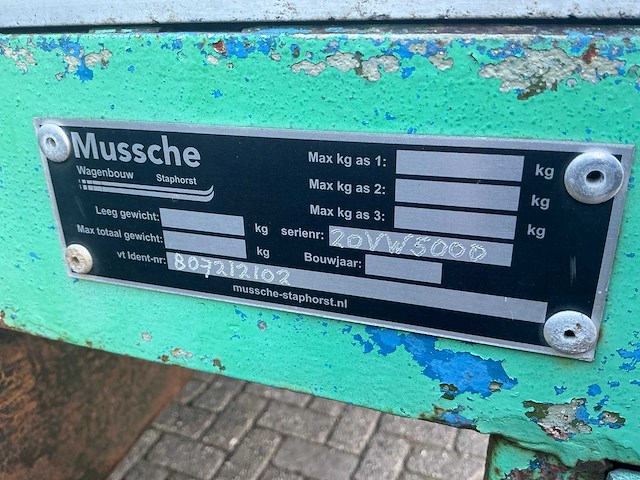 Mussche
Wagenbouw Staphorst
Max kg as 1: kg
Max kg as 2: kg
Max kg as 3: kg
Leeg gewicht: kg serienr: 20VW5000
Max totaal gewicht: kg Bouwjaar:
vt Ident-nr: 807212102
mussche-staphorst.nl